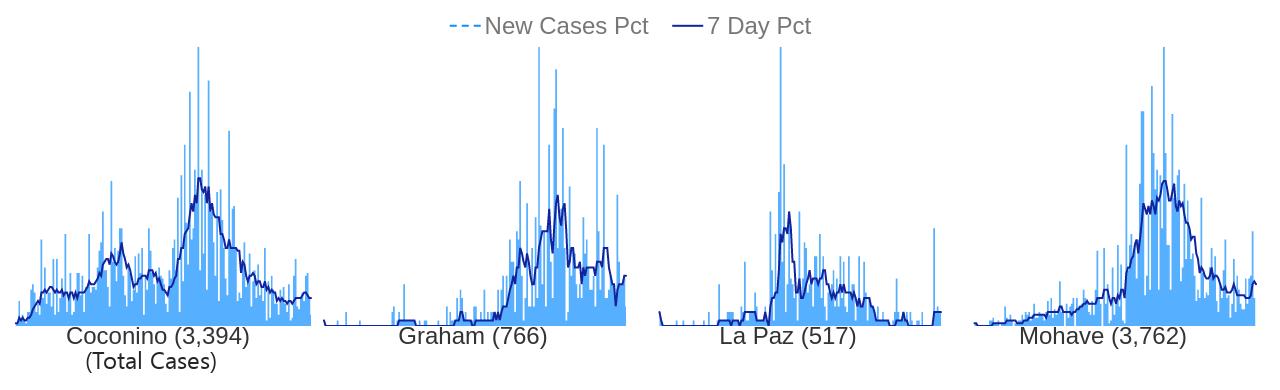 New Cases Pct 7 Day Pct
Coconino (3,394) Graham (766) La Paz (517) Mohave (3,762)
(Total Cases)